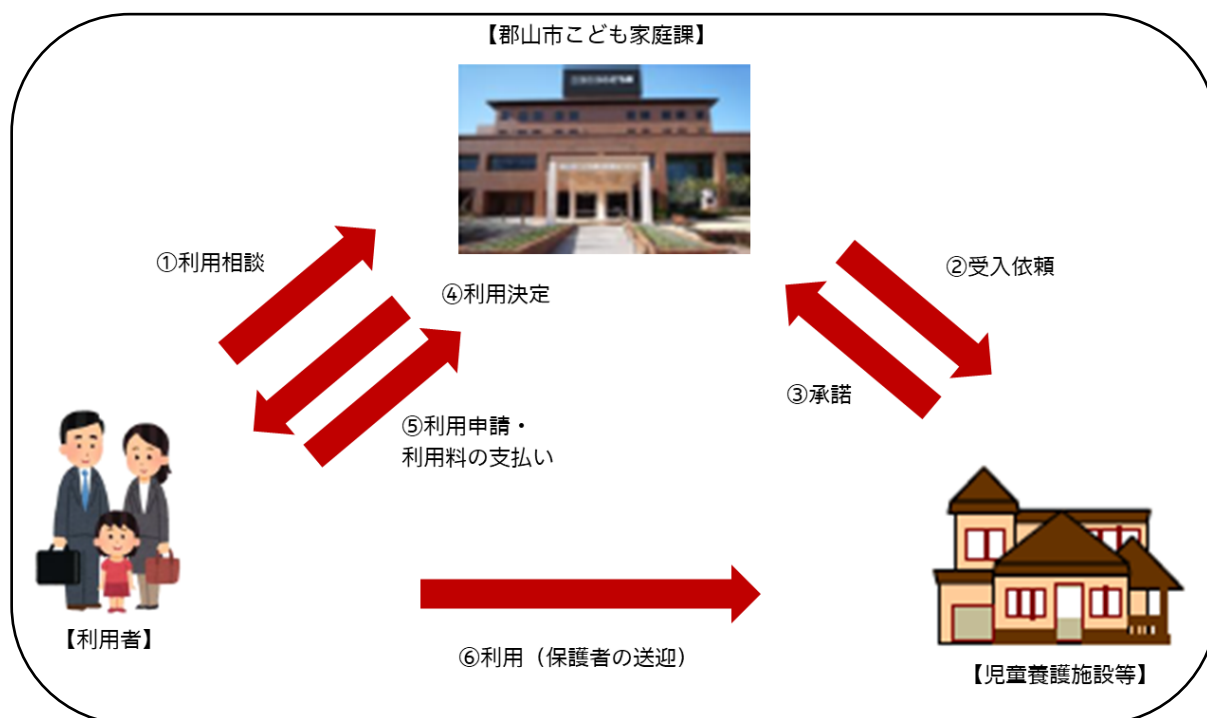 【郡山市こども家庭課】
①利用相談
②受入依頼
④利用決定
③承諾
⑤利用申請・
利用料の支払い
【利用者】
⑥利用（保護者の送迎）
【児童養護施設等】